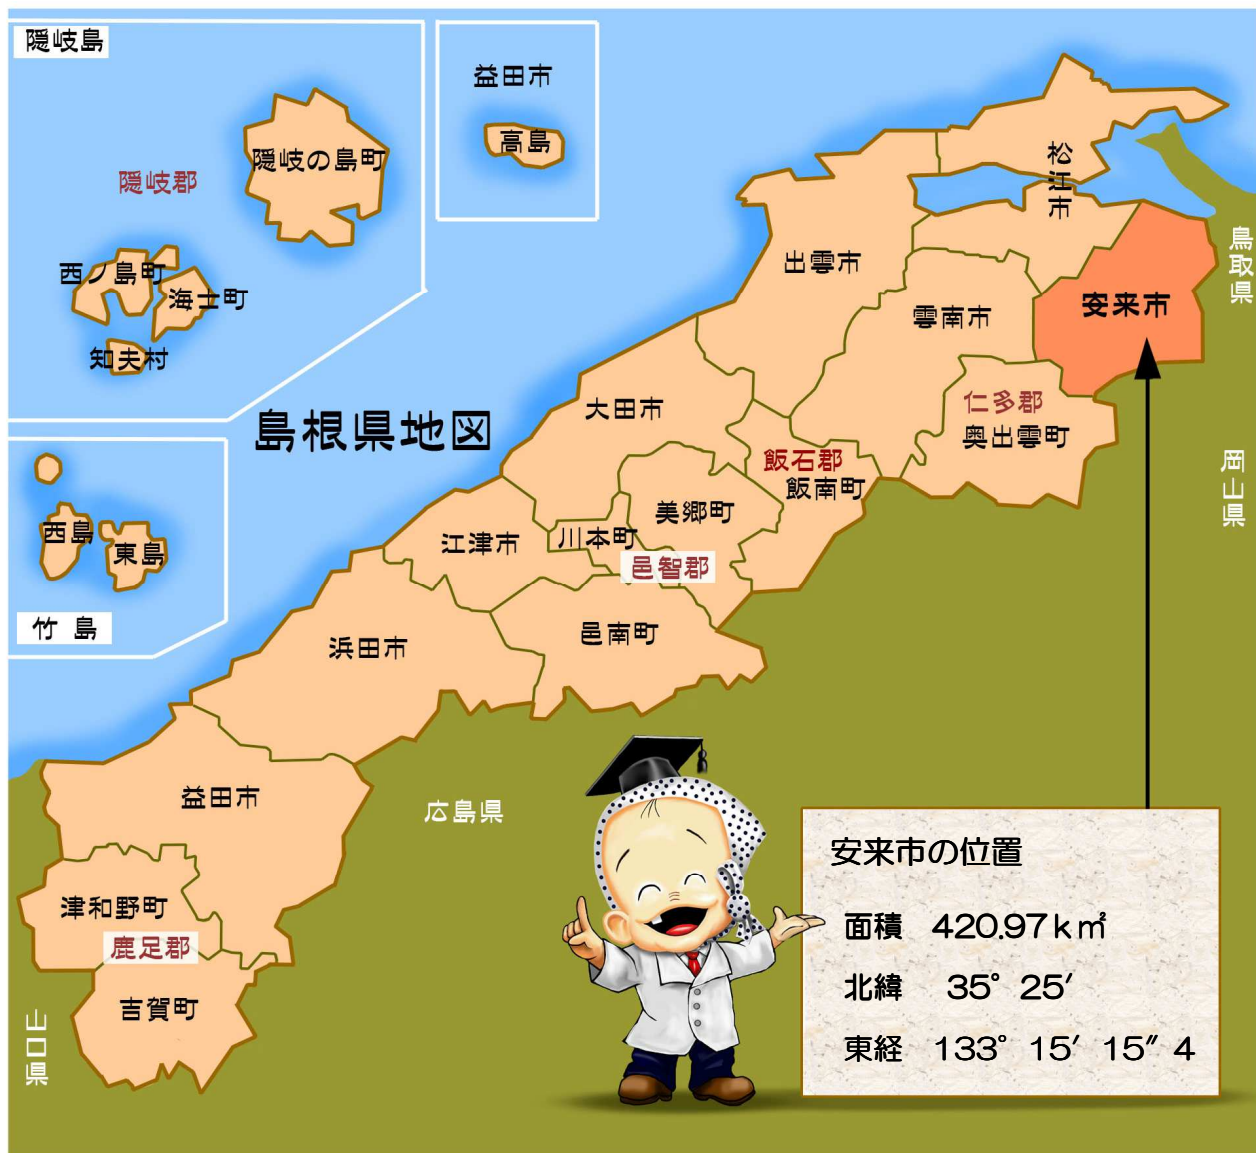 隠岐島
隠岐郡
隠岐の島町
西ノ島町
海士町
知夫村
益田市
高島
島根県地図
西島
東島
竹島
松江市
出雲市
安来市
雲南市
仁多郡
奥出雲町
大田市
飯石郡
飯南町
美郷町
川本町
江津市
邑智郡
邑南町
浜田市
益田市
津和野町
鹿足郡
吉賀町
鳥取県
岡山県
広島県
山口県
安来市の位置
面積 420.97k㎡
北緯 35°25′
東経 133°15′15″4